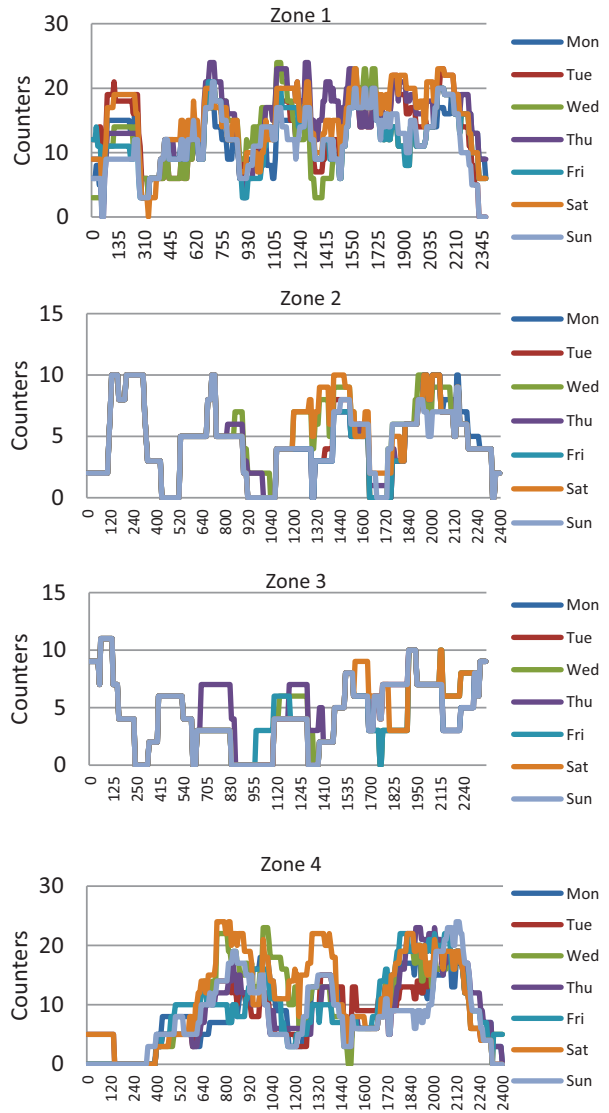 Zone 1
30
20
10
0
Counters
0 135 310 445 620 755 930 1105 1240 1415 1550 1725 1900 2035 2210 2345
Mon
Tue
Wed
Thu
Fri
Sat
Sun
Zone 2
15
10
5
0
Counters
0 120 240 400 520 640 800 920 1040 1200 1320 1440 1600 1720 1840 2000 2120 2240 2400
Mon
Tue
Wed
Thu
Fri
Sat
Sun
Zone 3
15
10
5
0
Counters
0 125 250 415 540 705 830 955 1120 1245 1410 1535 1700 1825 1950 2115 2240
Mon
Tue
Wed
Thu
Fri
Sat
Sun
Zone 4
30
20
10
0
Counters
0 120 240 400 520 640 800 920 1040 1200 1320 1440 1600 1720 1840 2000 2120 2240 2400
Mon
Tue
Wed
Thu
Fri
Sat
Sun